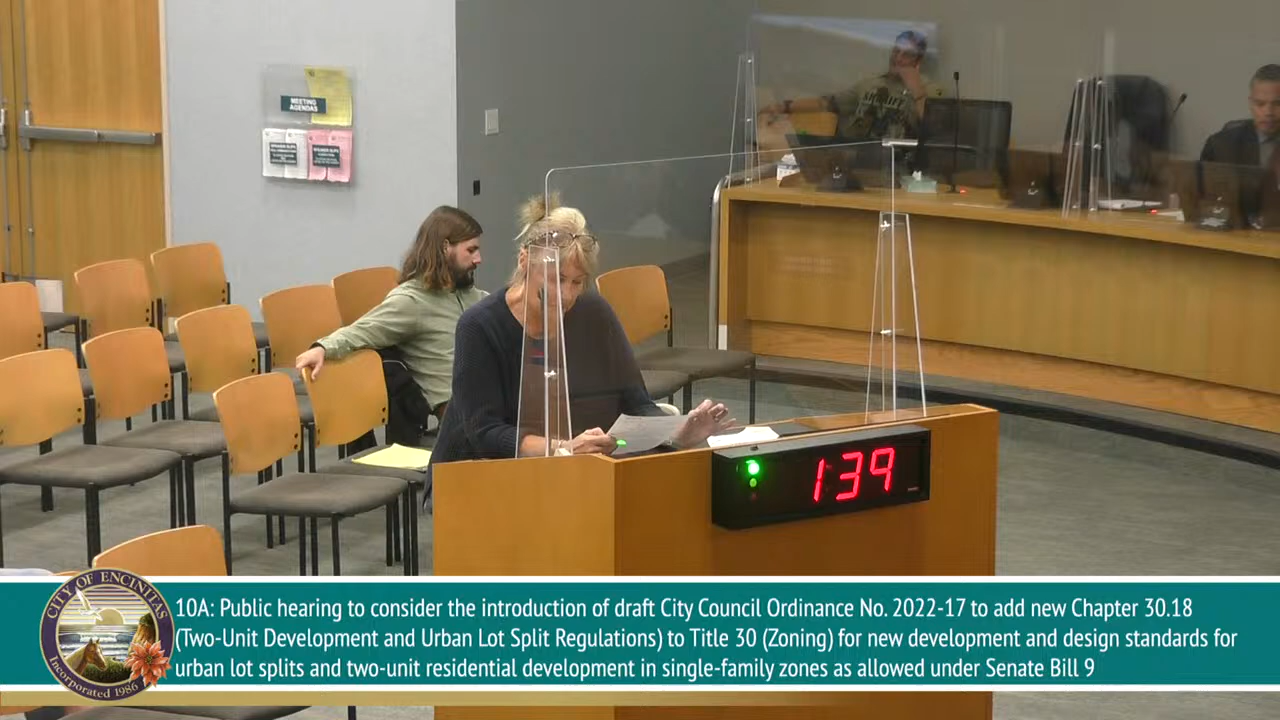 MEETING
AGENDAS
SHERIFF
139
CITY OF ENCINITAS
Incorporated 1986
10A: Public hearing to consider the introduction of draft City Council Ordinance No. 2022-17 to add new Chapter 30.18
(Two-Unit Development and Urban Lot Split Regulations) to Title 30 (Zoning) for new development and design standards for
urban lot splits and two-unit residential development in single-family zones as allowed under Senate Bill 9